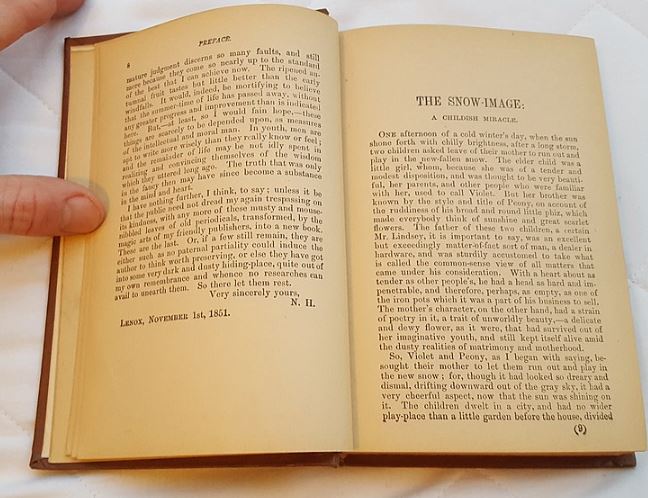 8
PREFACE.
mature judgment discerns so many faults, and still
more because they come so nearly up to the standard
of the best that I can achieve now. The ripened au-
tumnal fruit tastes but little better than the early
windfalls. It would, indeed, be mortifying to believe
that the summer-time of life has passed away, without
any greater progress and improvement than is indicated
here. But,—at least, so I would fain hope,—these
things are scarcely to be depended upon, as measures
of the intellectual and moral man. In youth, men are
apt to write more wisely than they really know or feel;
and the remainder of life may be not idly spent in
realizing and convincing themselves of the wisdom
which they uttered long ago. The truth that was only
in the fancy then may have since become a substance
in the mind and heart.
I have nothing further, I think, to say; unless it be
that the public need not dread my again trespassing on
its kindness, with any more of those musty and mouse-
nibbled leaves of old periodicals, transformed, by the
magic arts of my friendly publishers, into a new book.
These are the last. Or, if a few still remain, they are
either such as no paternal partiality could induce the
author to think worth preserving, or else they have got
into some very dark and dusty hiding-place, quite out of
my own remembrance and whence no researches can
avail to unearth them. So there let them rest.
Very sincerely yours,
N. H.
LENOX, NOVEMBER 1st, 1851.
THE SNOW-IMAGE:
A CHILDISH MIRACLE.
ONE afternoon of a cold winter's day, when the sun
shone forth with chilly brightness, after a long storm,
two children asked leave of their mother to run out and
play in the new-fallen snow. The elder child was a
little girl, whom, because she was of a tender and
modest disposition, and was thought to be very beauti-
ful, her parents, and other people who were familiar
with her, used to call Violet. But her brother was
known by the style and title of Peony, on account of
the ruddiness of his broad and round little phiz, which
made everybody think of sunshine and great scarlet
flowers. The father of these two children, a certain
Mr. Lindsey, it is important to say, was an excellent
but exceedingly matter-of-fact sort of man, a dealer in
hardware, and was sturdily accustomed to take what
is called the common-sense view of all matters that
came under his consideration. With a heart about as
tender as other people's, he had a head as hard and im-
penetrable, and therefore, perhaps, as empty, as one of
the iron pots which it was a part of his business to sell.
The mother's character, on the other hand, had a strain
of poetry in it, a trait of unworldly beauty,—a delicate
and dewy flower, as it were, that had survived out of
her imaginative youth, and still kept itself alive amid
the dusty realities of matrimony and motherhood.
So, Violet and Peony, as I began with saying, be-
sought their mother to let them run out and play in
the new snow; for, though it had looked so dreary and
dismal, drifting downward out of the gray sky, it had a
very cheerful aspect, now that the sun was shining on
it. The children dwelt in a city, and had no wider
play-place than a little garden before the house, divided
(9)